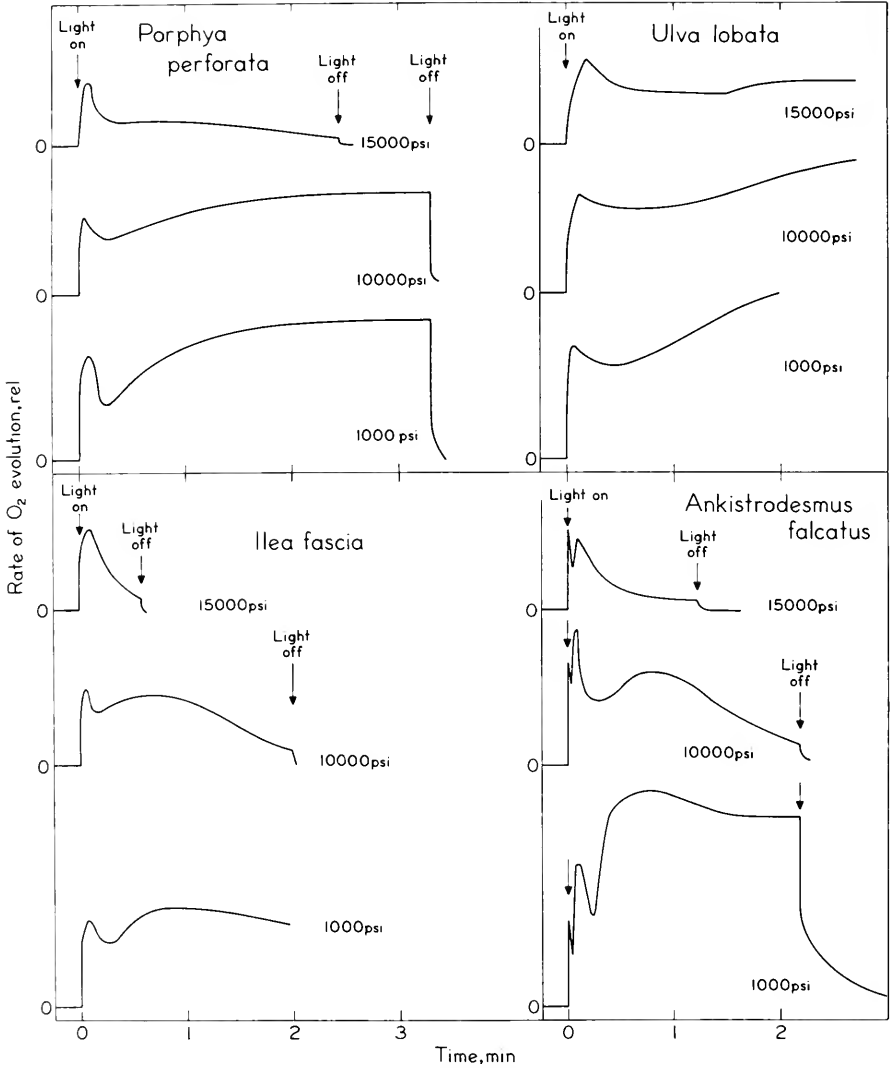 Light
on
Porphya
perforata
Light
off
Light
off
0
15000psi
0
10000psi
0
1000 psi
Light
on
Ulva lobata
0
15000psi
0
10000psi
0
1000psi
Rate of O₂ evolution, rel
Light
on
Light
off
Ilea fascia
0
15000psi
Light
off
0
10000psi
0
1000psi
0
1
2
3
Light on
Ankistrodesmus
falcatus
Light
off
0
15000psi
Light
off
0
10000psi
0
1000psi
0
1
2
Time, min